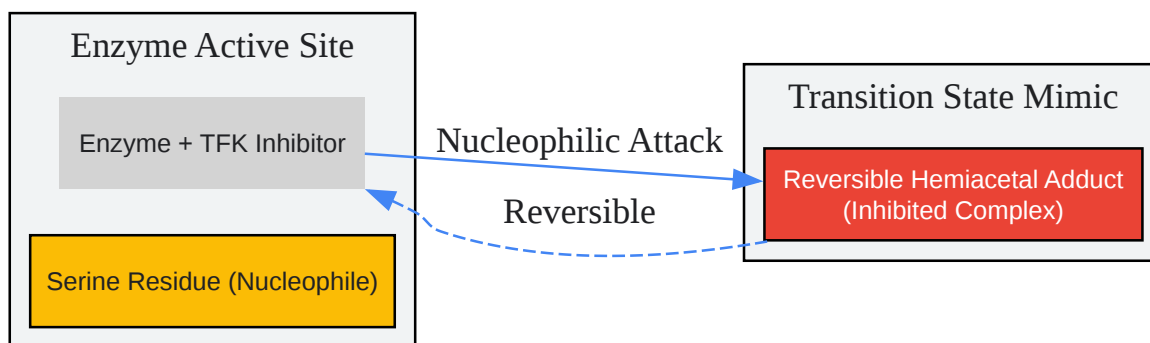 Enzyme Active Site
Enzyme + TFK Inhibitor
Serine Residue (Nucleophile)
Nucleophilic Attack
Reversible
Transition State Mimic
Reversible Hemiacetal Adduct
(Inhibited Complex)